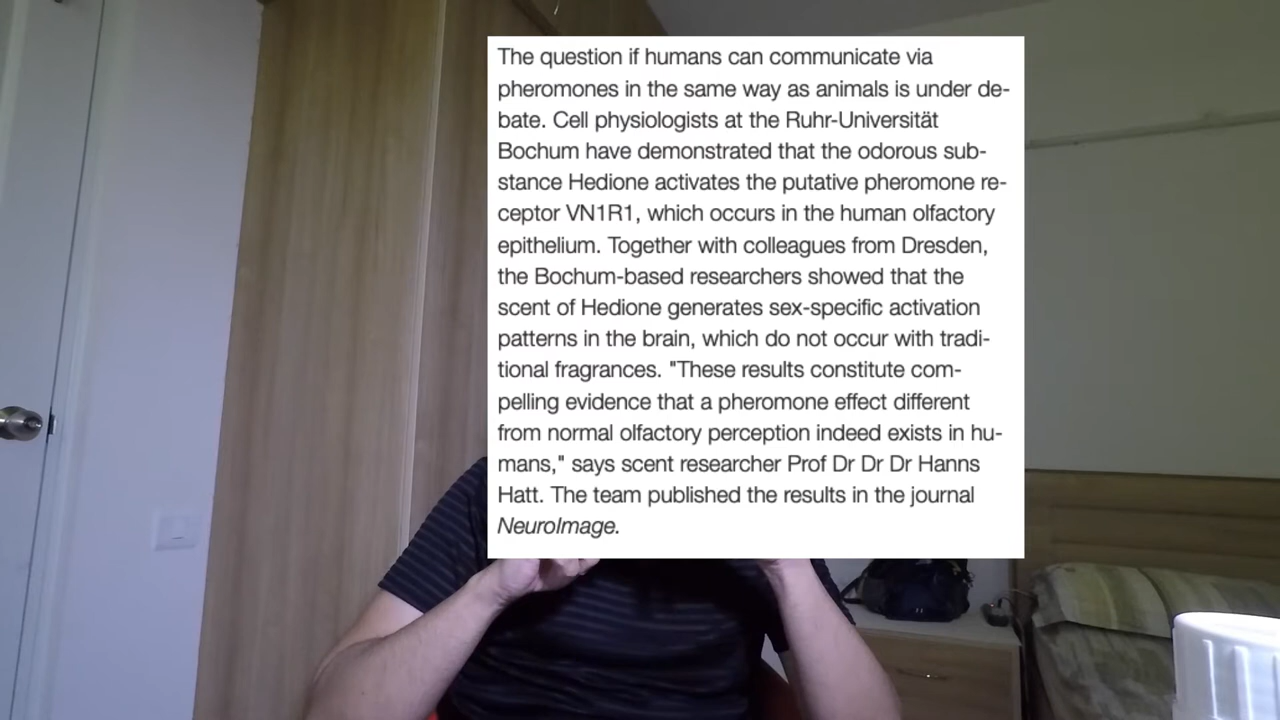 The question if humans can communicate via
pheromones in the same way as animals is under de-
bate. Cell physiologists at the Ruhr-Universität
Bochum have demonstrated that the odorous sub-
stance Hedione activates the putative pheromone re-
ceptor VN1R1, which occurs in the human olfactory
epithelium. Together with colleagues from Dresden,
the Bochum-based researchers showed that the
scent of Hedione generates sex-specific activation
patterns in the brain, which do not occur with tradi-
tional fragrances. "These results constitute com-
pelling evidence that a pheromone effect different
from normal olfactory perception indeed exists in hu-
mans," says scent researcher Prof Dr Dr Dr Hanns
Hatt. The team published the results in the journal
NeuroImage.